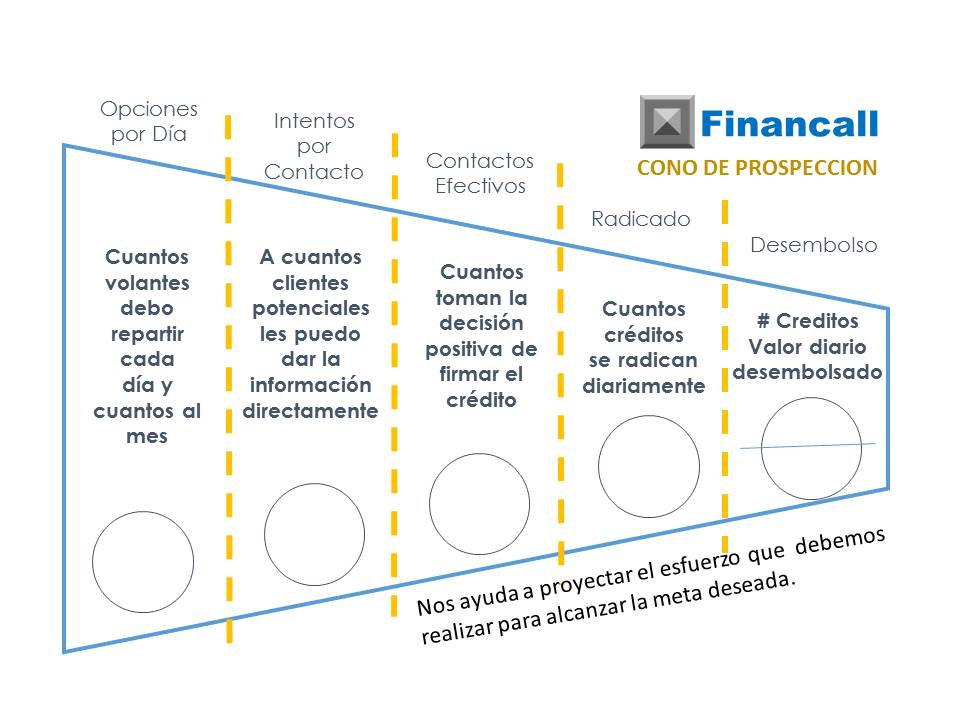 Opciones
por Día
Intentos
por
Contacto
Contactos
Efectivos
Radicado
Desembolso
Financall
CONO DE PROSPECCION
Cuantos
volantes
debo
repartir
cada
día y
cuantos al
mes
A cuantos
clientes
potenciales
les puedo
dar la
información
directamente
Cuantos
toman la
decisión
positiva de
firmar el
crédito
Cuantos
créditos
se radican
diariamente
# Creditos
Valor diario
desembolsado
Nos ayuda a proyectar el esfuerzo que debemos
realizar para alcanzar la meta deseada.